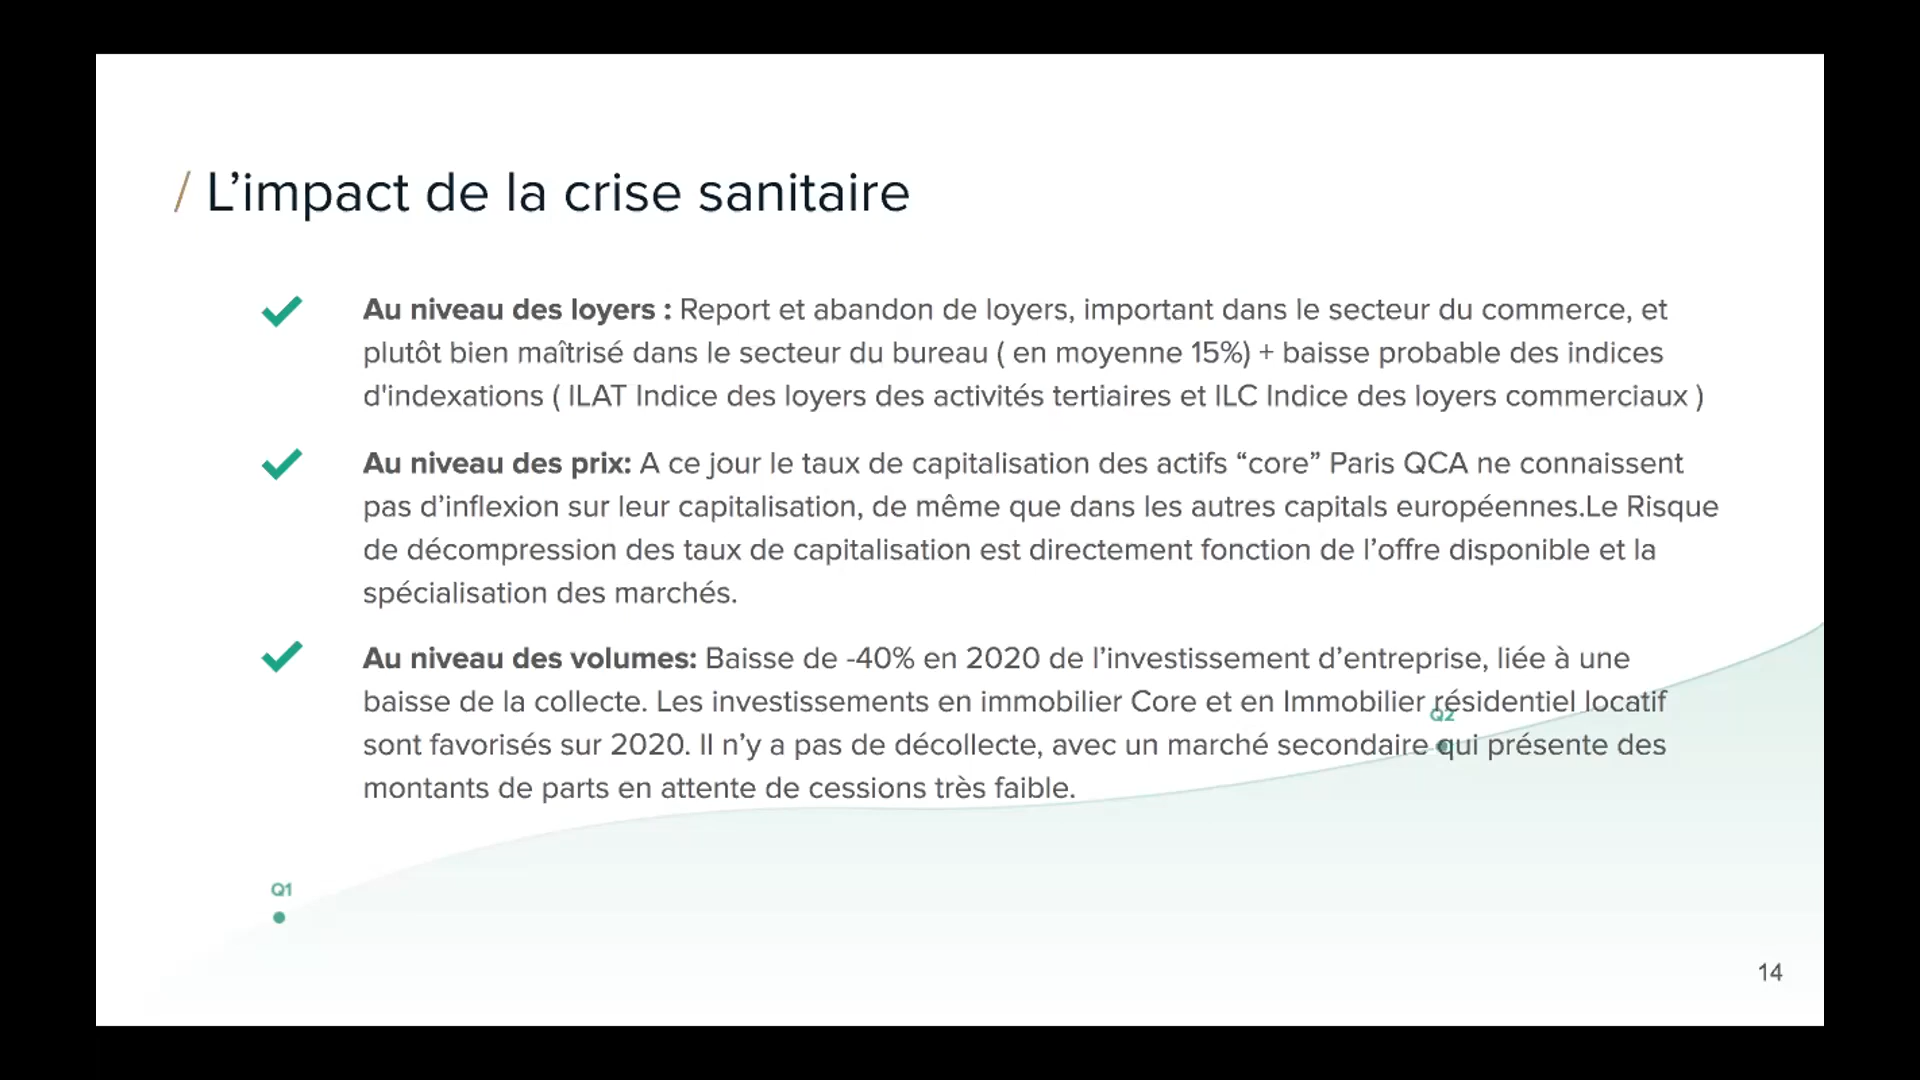 / L’impact de la crise sanitaire
Au niveau des loyers : Report et abandon de loyers, important dans le secteur du commerce, et
plutôt bien maîtrisé dans le secteur du bureau ( en moyenne 15%) + baisse probable des indices
d'indexations ( ILAT Indice des loyers des activités tertiaires et ILC Indice des loyers commerciaux )
Au niveau des prix: A ce jour le taux de capitalisation des actifs “core” Paris QCA ne connaissent
pas d’inflexion sur leur capitalisation, de même que dans les autres capitals européennes.Le Risque
de décompression des taux de capitalisation est directement fonction de l’offre disponible et la
spécialisation des marchés.
Au niveau des volumes: Baisse de -40% en 2020 de l’investissement d’entreprise, liée à une
baisse de la collecte. Les investissements en immobilier Core et en Immobilier résidentiel locatif
Q2
sont favorisés sur 2020. Il n’y a pas de décollecte, avec un marché secondaire qui présente des
montants de parts en attente de cessions très faible.
Q1
14